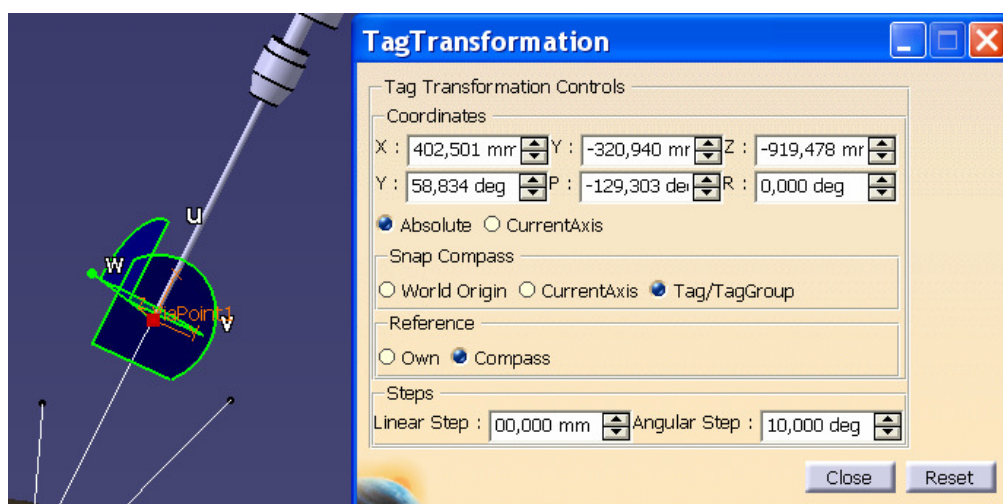 TagTransformation
Tag Transformation Controls
Coordinates
X : 402,501 mm Y : -320,940 mr Z : -919,478 mr
Y : 58,834 deg P : -129,303 de R : 0,000 deg
Absolute CurrentAxis
Snap Compass
World Origin CurrentAxis Tag/TagGroup
Reference
Own Compass
Steps
Linear Step : 00,000 mm Angular Step : 10,000 deg
Close Reset
u
w
v